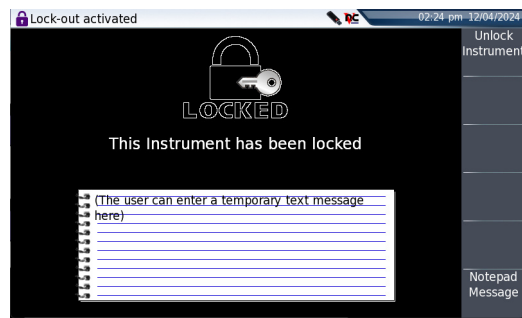 Lock-out activated
02:24 pm 12/04/2024
Unlock
Instrument
LOCKED
This Instrument has been locked
(The user can enter a temporary text message
here)
Notepad
Message